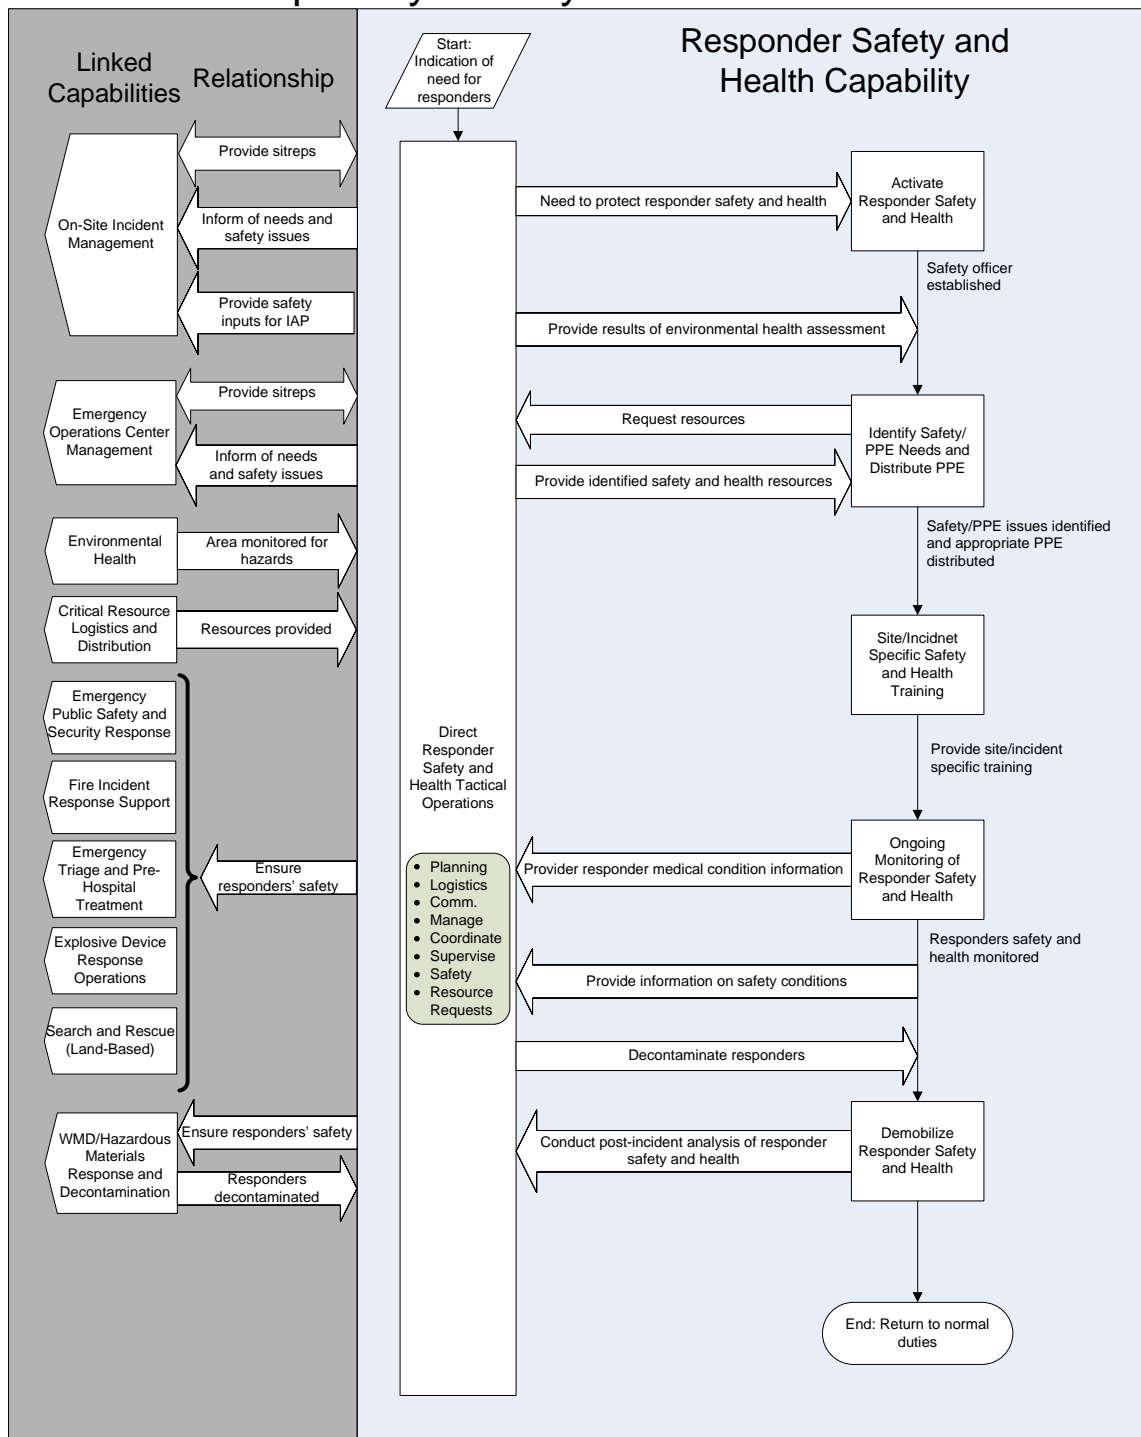 Linked
Capabilities
Relationship
Responder Safety and
Health Capability
Start:
Indication of
need for
responders
On-Site Incident
Management
Provide sitreps
Inform of needs and
safety issues
Provide safety
inputs for IAP
Emergency
Operations Center
Management
Provide sitreps
Inform of needs
and safety issues
Environmental
Health
Area monitored for
hazards
Critical Resource
Logistics and
Distribution
Resources provided
Emergency
Public Safety and
Security Response
Fire Incident
Response Support
Emergency
Triage and Pre-
Hospital
Treatment
Explosive Device
Response
Operations
Search and Rescue
(Land-Based)
Ensure
responders' safety
WMD/Hazardous
Materials
Response and
Decontamination
Ensure responders' safety
Responders
decontaminated
Direct
Responder
Safety and
Health Tactical
Operations
• Planning
• Logistics
• Comm.
• Manage
• Coordinate
• Supervise
• Safety
• Resource
Requests
Need to protect responder safety and health
Activate
Responder Safety
and Health
Safety officer
established
Provide results of environmental health assessment
Request resources
Provide identified safety and health resources
Identify Safety/
PPE Needs and
Distribute PPE
Safety/PPE issues identified
and appropriate PPE
distributed
Site/Incidnet
Specific Safety
and Health
Training
Provide site/incident
specific training
Ongoing
Monitoring of
Responder Safety
and Health
Provider responder medical condition information
Responders safety and
health monitored
Provide information on safety conditions
Decontaminate responders
Conduct post-incident analysis of responder
safety and health
Demobilize
Responder Safety
and Health
End: Return to normal
duties